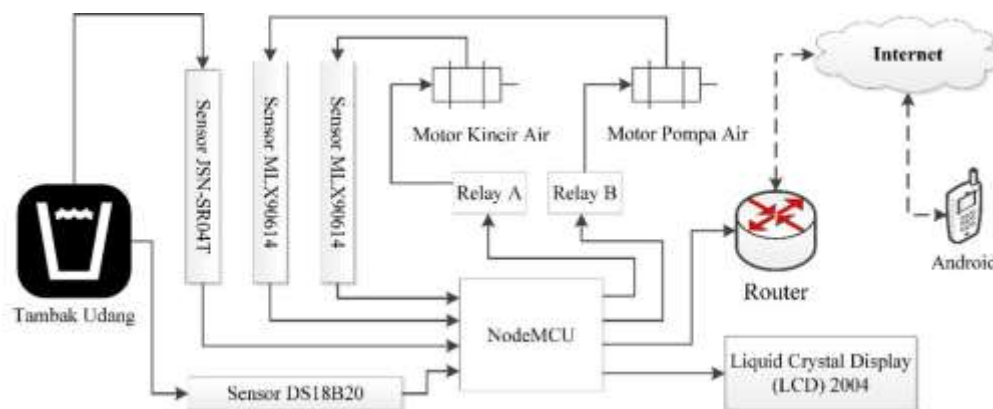 Internet
Motor Kincir Air
Motor Pompa Air
Sensor JSN-SR04T
Sensor MLX90614
Sensor MLX90614
Relay A
Relay B
Tambak Udang
NodeMCU
Router
Android
Sensor DS18B20
Liquid Crystal Display
(LCD) 2004